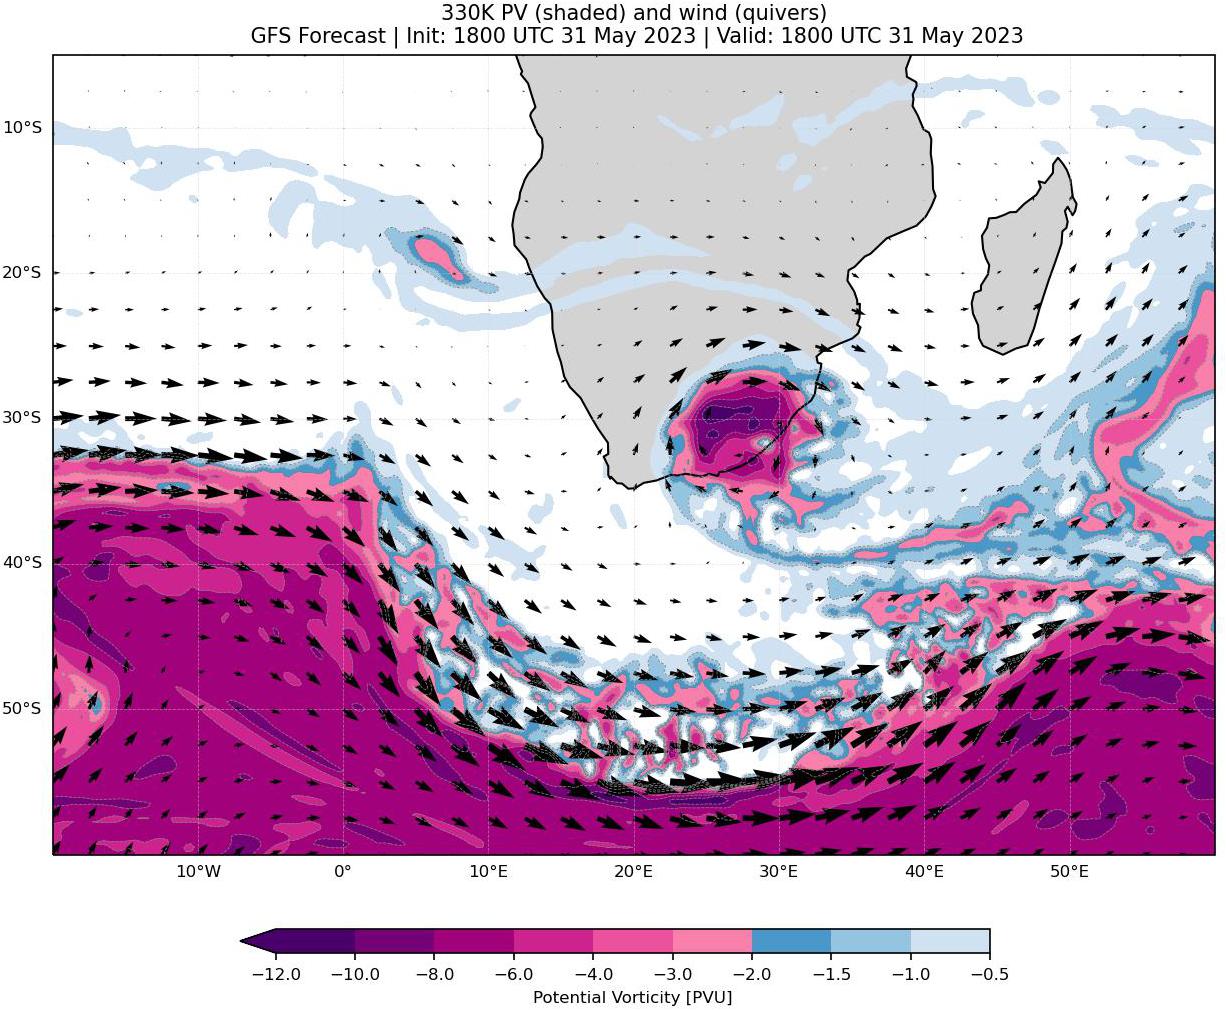 330K PV (shaded) and wind (quivers)
GFS Forecast | Init: 1800 UTC 31 May 2023 | Valid: 1800 UTC 31 May 2023
10°S
20°S
30°S
40°S
50°S
10°W 0° 10°E 20°E 30°E 40°E 50°E
−12.0 −10.0 −8.0 −6.0 −4.0 −3.0 −2.0 −1.5 −1.0 −0.5
Potential Vorticity [PVU]